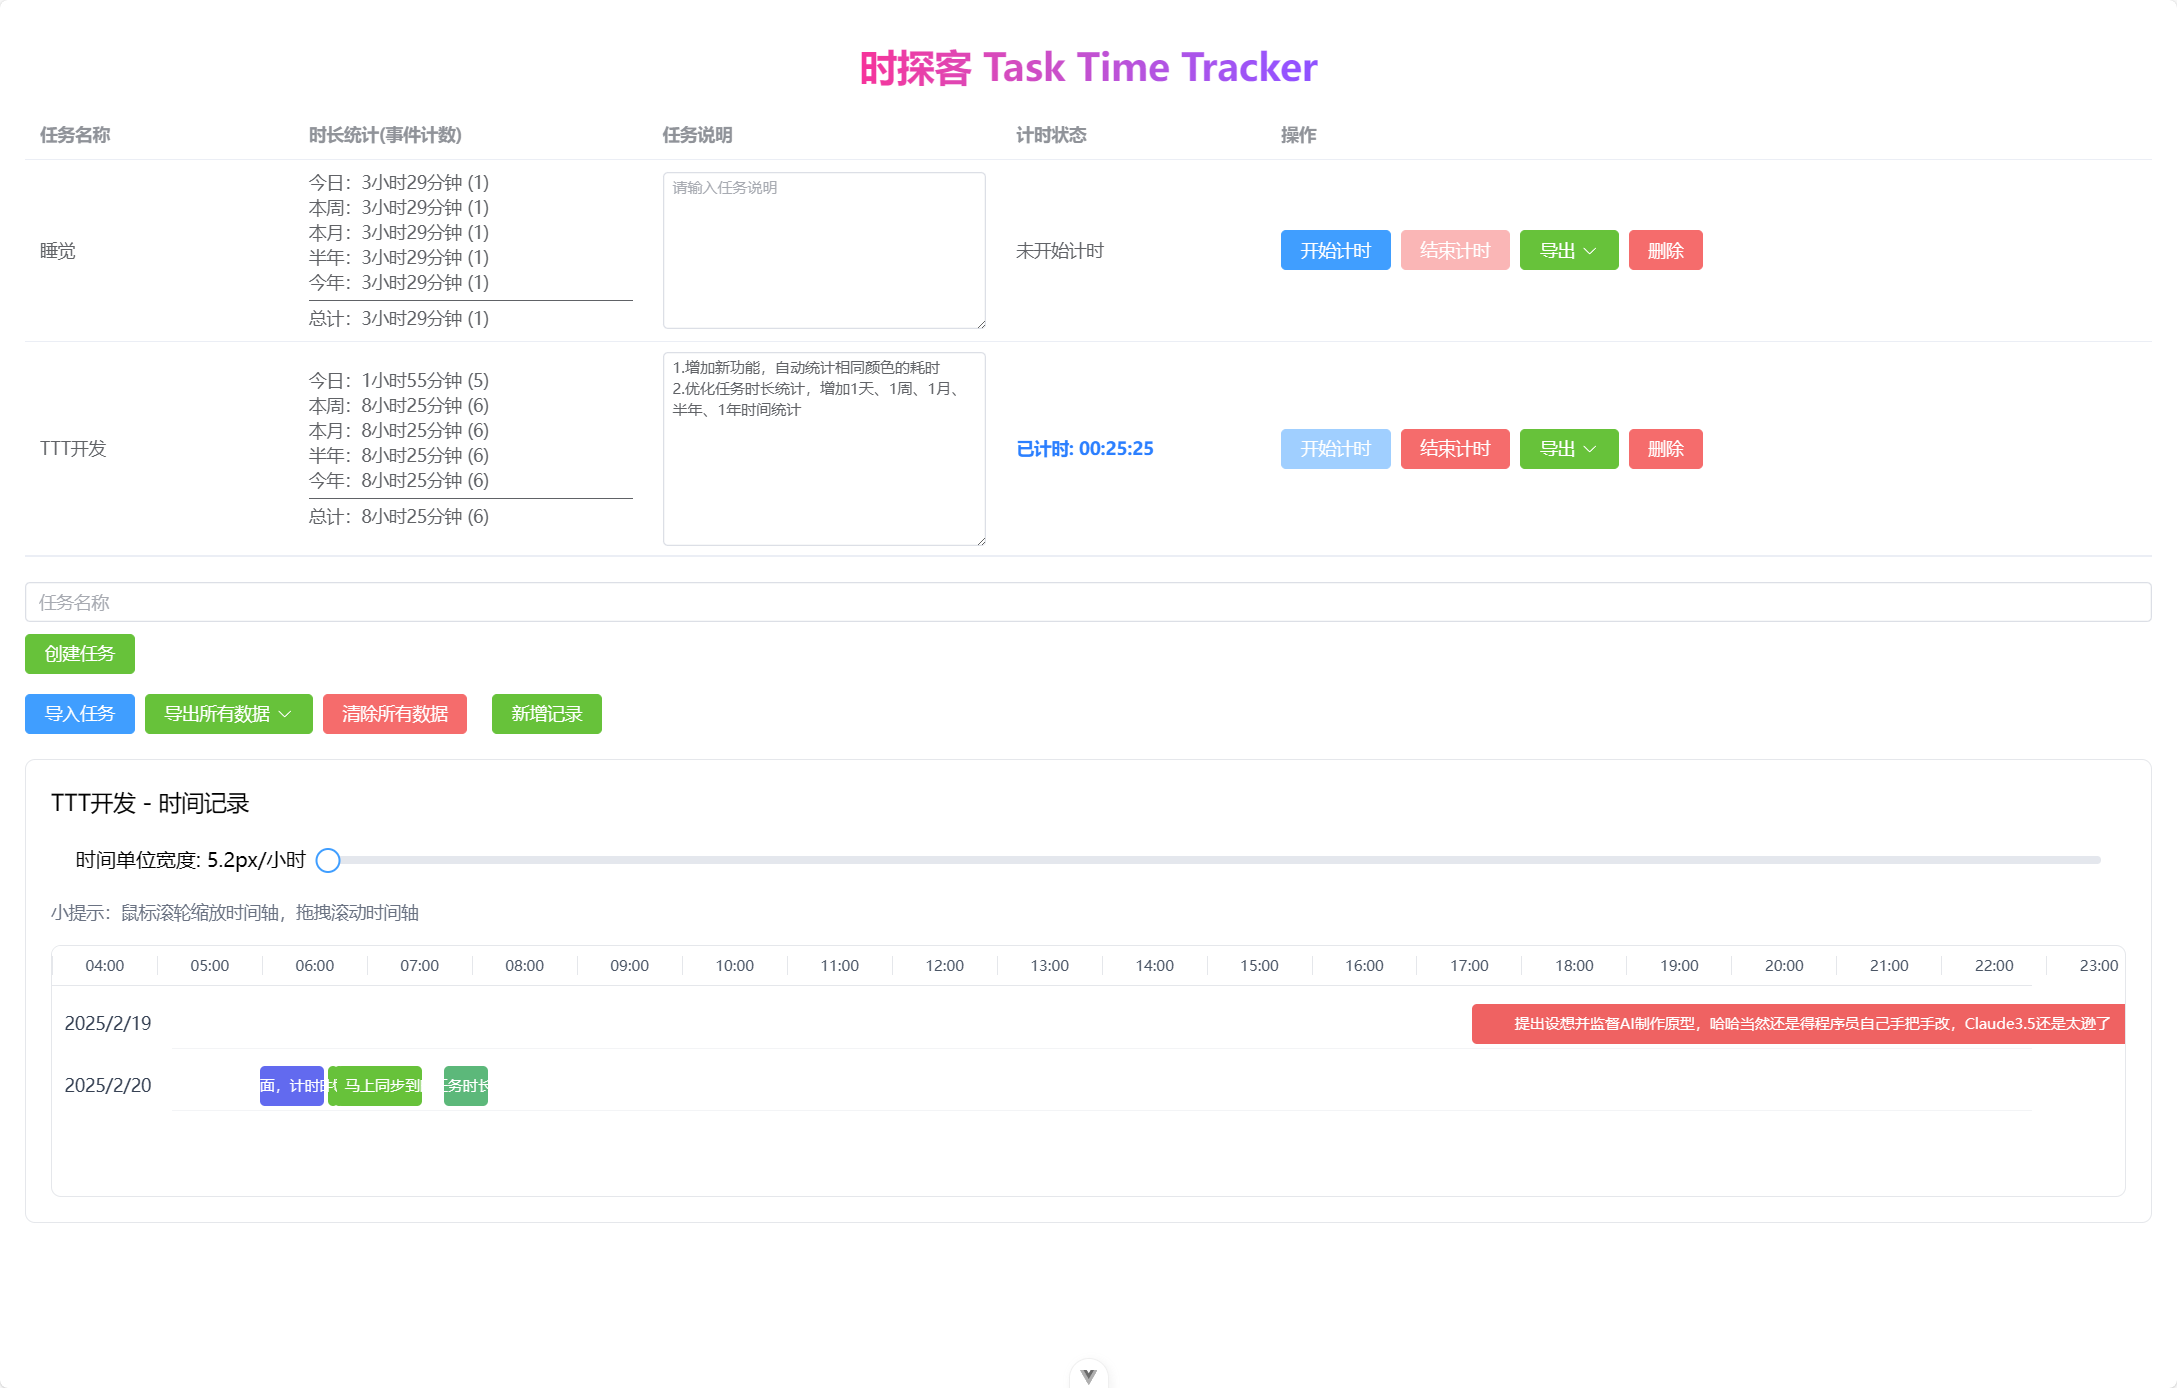 时探客 Task Time Tracker
任务名称 时长统计(事件计数) 任务说明 计时状态 操作
睡觉
今日：3小时29分钟 (1)
本周：3小时29分钟 (1)
本月：3小时29分钟 (1)
半年：3小时29分钟 (1)
今年：3小时29分钟 (1)
总计：3小时29分钟 (1)
请输入任务说明
未开始计时
开始计时 结束计时 导出 删除
TTT开发
今日：1小时55分钟 (5)
本周：8小时25分钟 (6)
本月：8小时25分钟 (6)
半年：8小时25分钟 (6)
今年：8小时25分钟 (6)
总计：8小时25分钟 (6)
1.增加新功能，自动统计相同颜色的耗时
2.优化任务时长统计，增加1天、1周、1月、
半年、1年时间统计
已计时: 00:25:25
开始计时 结束计时 导出 删除
任务名称
创建任务
导入任务 导出所有数据 清除所有数据 新增记录
TTT开发 - 时间记录
时间单位宽度: 5.2px/小时
小提示：鼠标滚轮缩放时间轴，拖拽滚动时间轴
04:00 05:00 06:00 07:00 08:00 09:00 10:00 11:00 12:00 13:00 14:00 15:00 16:00 17:00 18:00 19:00 20:00 21:00 22:00 23:00
2025/2/19 提出设想并监督AI制作原型，哈哈当然还是得程序员自己手把手改，Claude3.5还是太逊了
2025/2/20 面，计时 马上同步到 任务时长